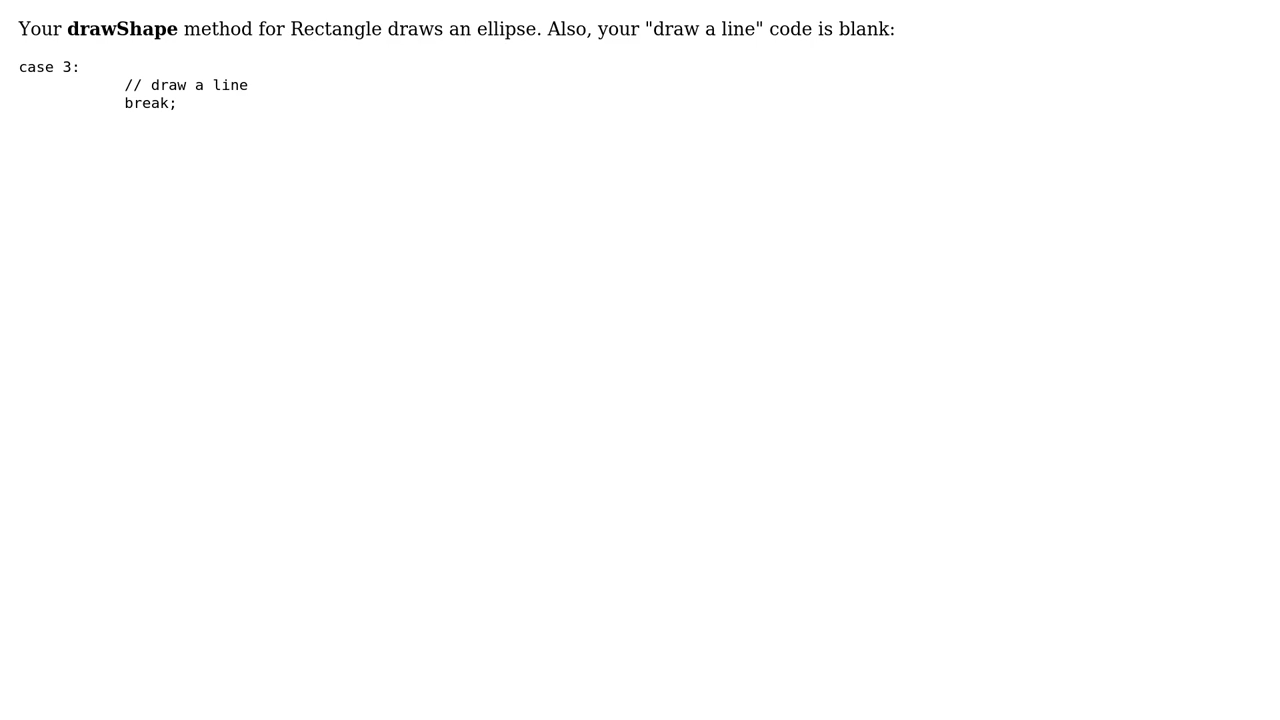 Your drawShape method for Rectangle draws an ellipse. Also, your "draw a line" code is blank:
case 3:
// draw a line
break;